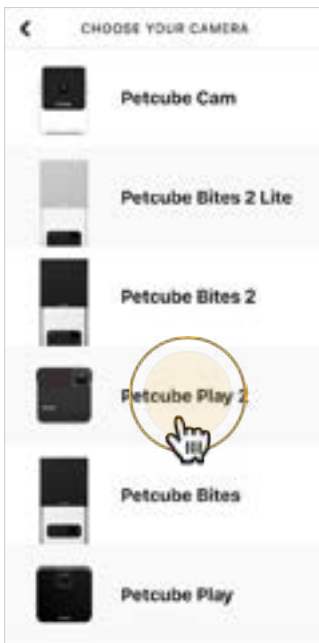 CHOOSE YOUR CAMERA
Petcube Cam
Petcube Bites 2 Lite
Petcube Bites 2
Petcube Play 2
Petcube Bites
Petcube Play